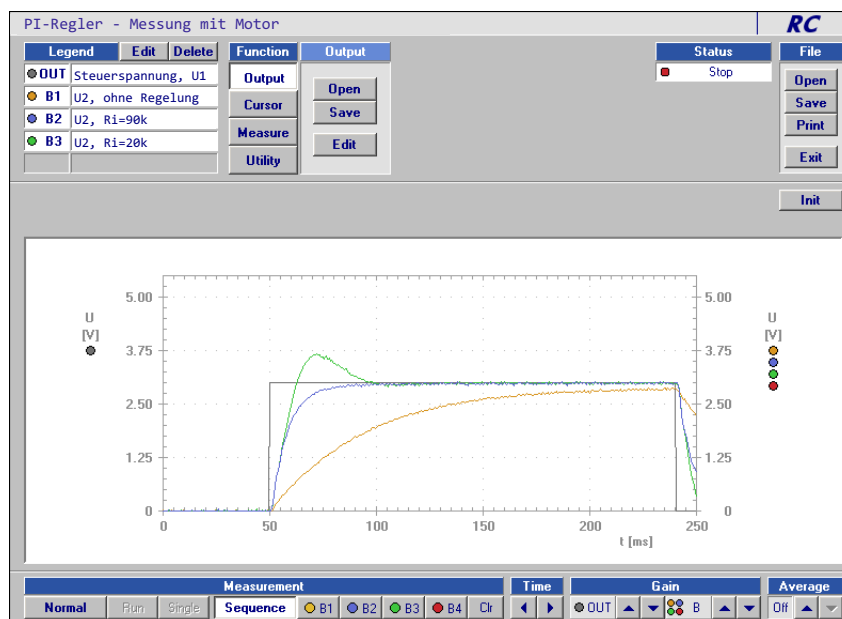 PI-Regler - Messung mit Motor
RC
Legend Edit Delete Function Output Status File
OUT Steuerspannung, U1 Output Open Stop Open
B1 U2, ohne Regelung Cursor Save Save
B2 U2, Ri=90k Measure Edit Print
B3 U2, Ri=20k Utility Exit
Init
5.00 5.00
U U
[V] [V]
3.75 3.75
2.50 2.50
1.25 1.25
0 0
0 50 100 150 200 250
t [ms]
Measurement Time Gain Average
Normal Run Single Sequence B1 B2 B3 B4 Clr OUT B Off